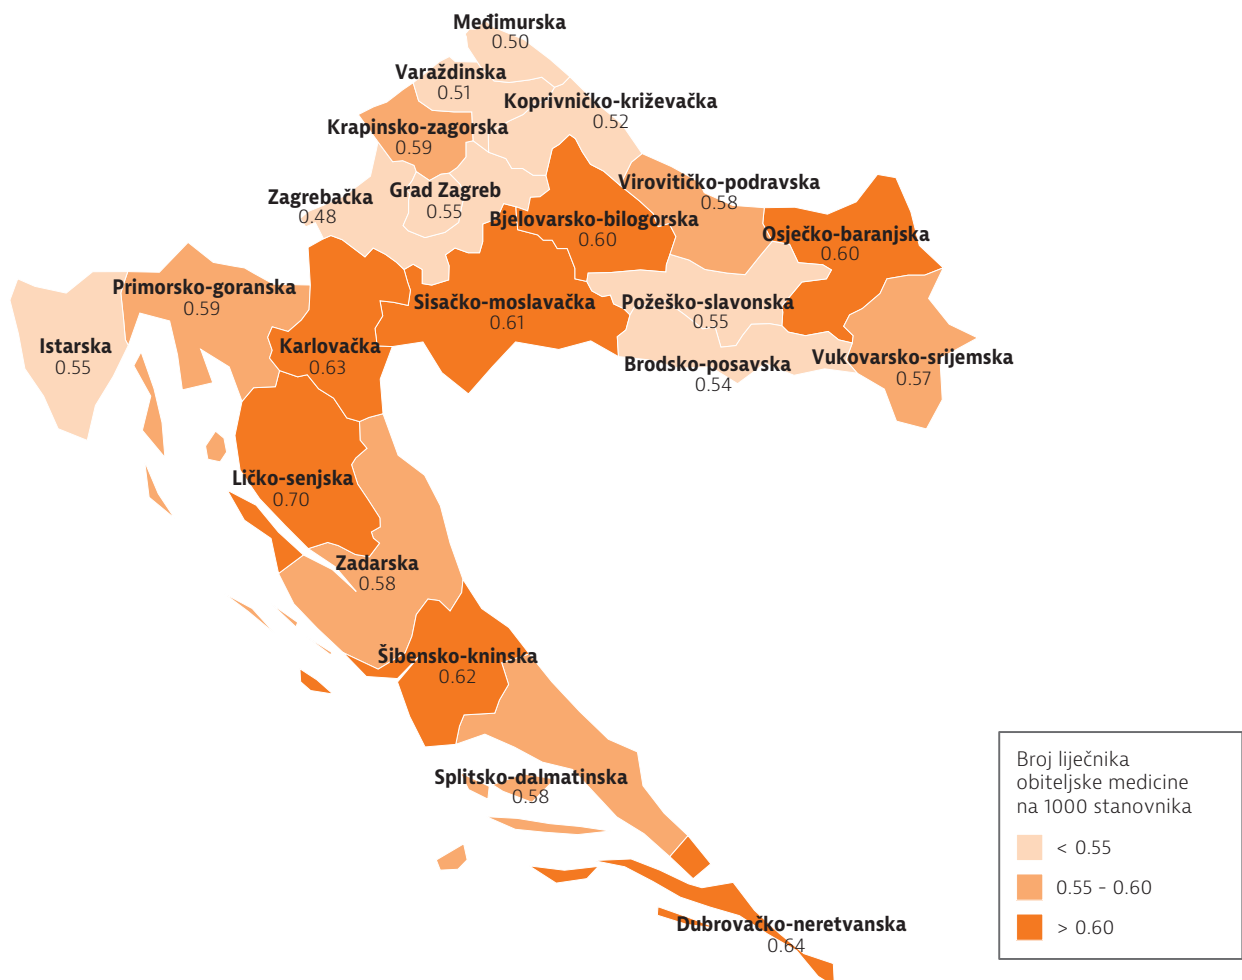 Međimurska
0.50
Varaždinska
0.51
Koprivničko-križevačka
0.52
Krapinsko-zagorska
0.59
Virovitičko-podravska
0.58
Grad Zagreb
0.55
Zagrebačka
0.48
Bjelovarsko-bilogorska
0.60
Osječko-baranjska
0.60
Primorsko-goranska
0.59
Sisačko-moslavačka
0.61
Požeško-slavonska
0.55
Istarska
0.55
Karlovačka
0.63
Brodsko-posavska
0.54
Vukovarsko-srijemska
0.57
Ličko-senjska
0.70
Zadarska
0.58
Šibensko-kninska
0.62
Splitsko-dalmatinska
0.58
Dubrovačko-neretvanska
0.64
Broj liječnika
obiteljske medicine
na 1000 stanovnika
< 0.55
0.55 - 0.60
> 0.60